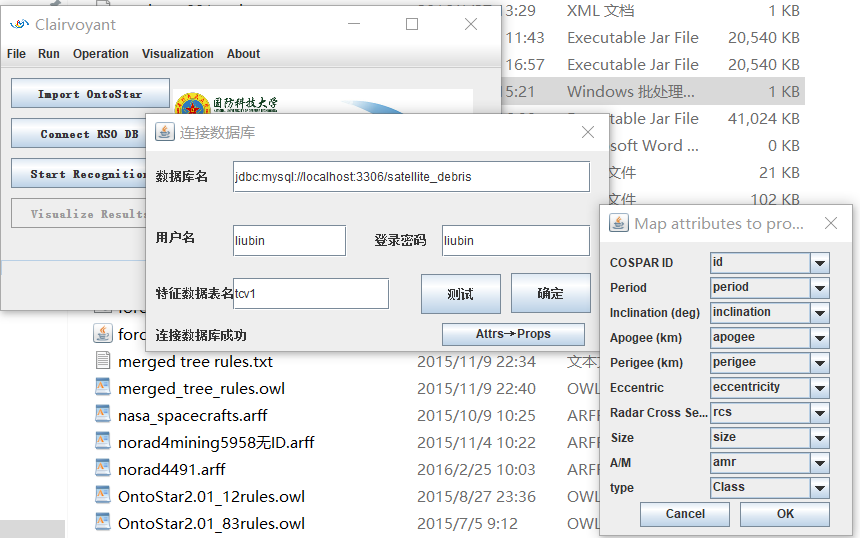 13:29 XML 文档 1 KB
Clairvoyant
11:43 Executable Jar File 20,540 KB
File Run Operation Visualization About
16:57 Executable Jar File 20,540 KB
Import OntoStar
国防科技大学
15:21 Windows 批处理... 1 KB
Connect RSO DB
连接数据库
Executable Jar File 41,024 KB
soft Word ... 0 KB
Start Recognition
数据库名 jdbc:mysql://localhost:3306/satellite_debris
文件 21 KB
文件 102 KB
Visualize Results
用户名 liubin 登录密码 liubin
特征数据表名 tcv1 测试 确定
连接数据库成功 Attrs->Props
Map attributes to pro...
COSPAR ID id
Period period
Inclination (deg) inclination
Apogee (km) apogee
Perigee (km) perigee
Eccentric eccentricity
Radar Cross Se... rcs
Size size
A/M amr
type Class
Cancel OK
forc
merged tree rules.txt 2015/11/9 22:34 文本
merged_tree_rules.owl 2015/11/9 22:40 OWL
nasa_spacecrafts.arff 2015/10/9 10:25 ARFF
norad4mining5958无ID.arff 2015/11/4 10:22 ARFF
norad4491.arff 2016/2/25 10:03 ARFF
OntoStar2.01_12rules.owl 2015/8/27 23:36 OWL
OntoStar2.01_83rules.owl 2015/7/5 9:12 OWL